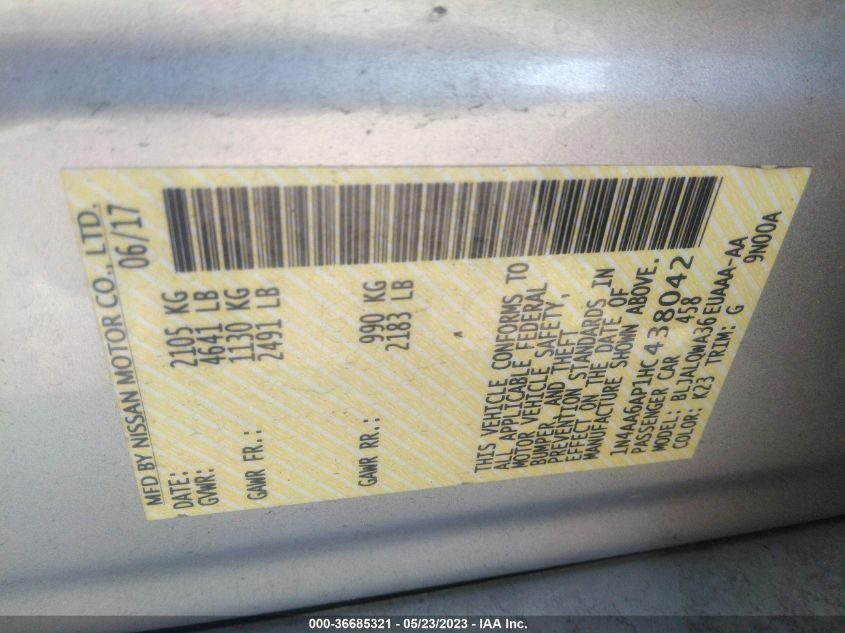 MFD BY NISSAN MOTOR CO., LTD.
DATE: 06/17
GVWR: 2105 KG
4641 LB
GAWR FR.: 1130 KG
2491 LB
GAWR RR.: 990 KG
2183 LB
THIS VEHICLE CONFORMS TO
ALL APPLICABLE FEDERAL
MOTOR VEHICLE SAFETY,
BUMPER, AND THEFT
PREVENTION STANDARDS IN
EFFECT ON THE DATE OF
MANUFACTURE SHOWN ABOVE.
1N4AA6AP1HC438042
PASSENGER CAR 458
MODEL: BLJALQWA36EUAAA-AA
COLOR: K23 TRIM: G 9N00A
000-36685321 / 05/23/2023 - IAA Inc.